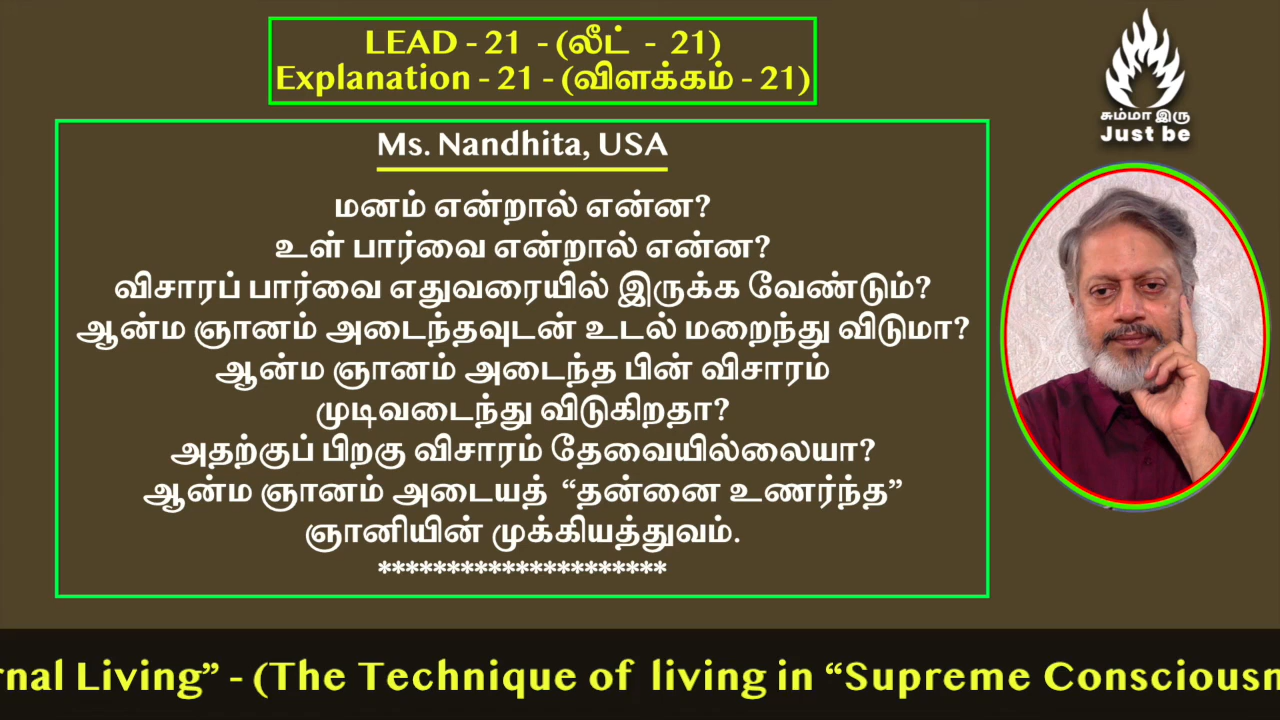 LEAD - 21 - (லீட் - 21)
Explanation - 21 - (விளக்கம் - 21)
சும்மா இரு
Just be
Ms. Nandhita, USA
மனம் என்றால் என்ன?
உள் பார்வை என்றால் என்ன?
விசாரப் பார்வை எதுவரையில் இருக்க வேண்டும்?
ஆன்ம ஞானம் அடைந்தவுடன் உடல் மறைந்து விடுமா?
ஆன்ம ஞானம் அடைந்த பின் விசாரம்
முடிவடைந்து விடுகிறதா?
அதற்குப் பிறகு விசாரம் தேவையில்லையா?
ஆன்ம ஞானம் அடையத் “தன்னை உணர்ந்த”
ஞானியின் முக்கியத்துவம்.
*********************
rnal Living” - (The Technique of living in “Supreme Consciousn